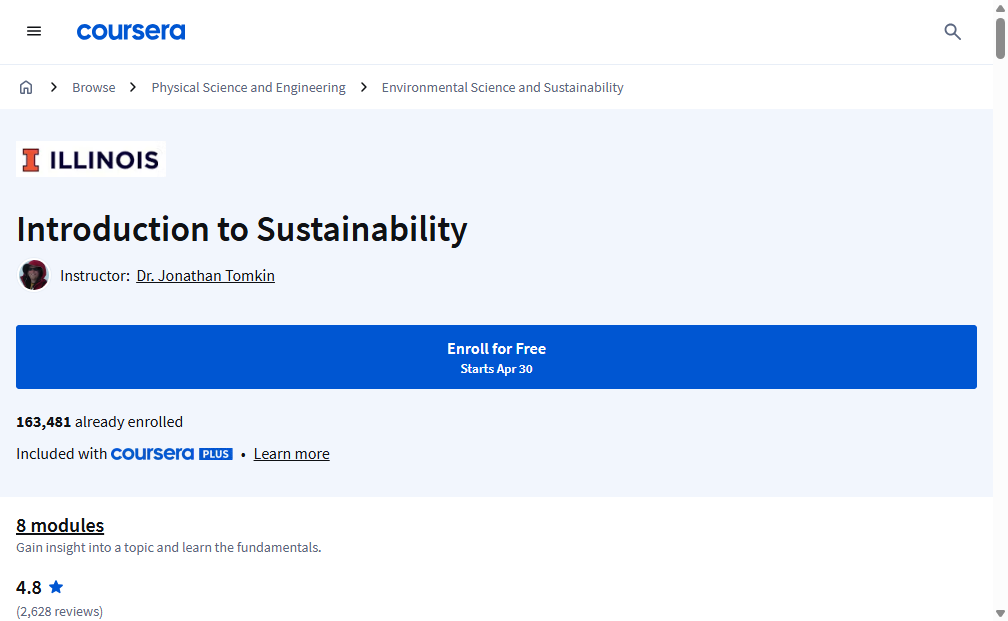 coursera
Browse Physical Science and Engineering Environmental Science and Sustainability
I ILLINOIS
Introduction to Sustainability
Instructor: Dr. Jonathan Tomkin
Enroll for Free
Starts Apr 30
163,481 already enrolled
Included with coursera PLUS • Learn more
8 modules
Gain insight into a topic and learn the fundamentals.
4.8
(2,628 reviews)